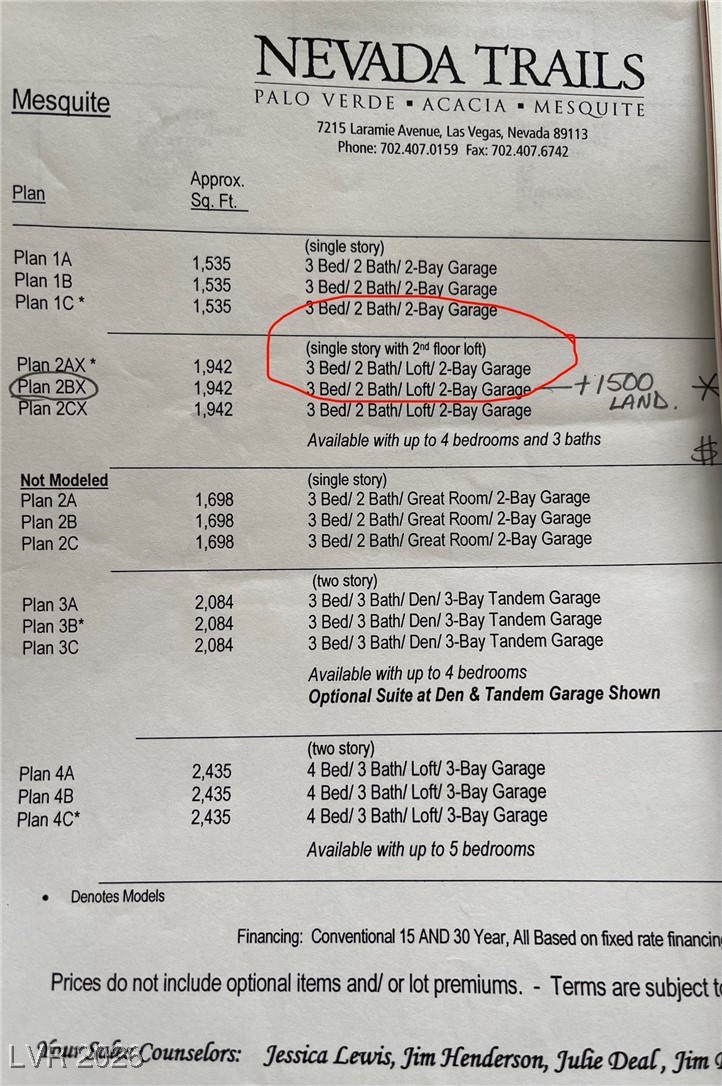 NEVADA TRAILS
PALO VERDE ▪ ACACIA ▪ MESQUITE
7215 Laramie Avenue, Las Vegas, Nevada 89113
Phone: 702.407.0159 Fax: 702.407.6742
Mesquite
Plan Approx. Sq. Ft.
(single story)
Plan 1A 1,535 3 Bed/ 2 Bath/ 2-Bay Garage
Plan 1B 1,535 3 Bed/ 2 Bath/ 2-Bay Garage
Plan 1C * 1,535 3 Bed/ 2 Bath/ 2-Bay Garage
(single story with 2nd floor loft)
Plan 2AX * 1,942 3 Bed/ 2 Bath/ Loft/ 2-Bay Garage
Plan 2BX 1,942 3 Bed/ 2 Bath/ Loft/ 2-Bay Garage +1500 LAND. *
Plan 2CX 1,942 3 Bed/ 2 Bath/ Loft/ 2-Bay Garage
Available with up to 4 bedrooms and 3 baths
$
Not Modeled (single story)
Plan 2A 1,698 3 Bed/ 2 Bath/ Great Room/ 2-Bay Garage
Plan 2B 1,698 3 Bed/ 2 Bath/ Great Room/ 2-Bay Garage
Plan 2C 1,698 3 Bed/ 2 Bath/ Great Room/ 2-Bay Garage
(two story)
Plan 3A 2,084 3 Bed/ 3 Bath/ Den/ 3-Bay Tandem Garage
Plan 3B* 2,084 3 Bed/ 3 Bath/ Den/ 3-Bay Tandem Garage
Plan 3C 2,084 3 Bed/ 3 Bath/ Den/ 3-Bay Tandem Garage
Available with up to 4 bedrooms
Optional Suite at Den & Tandem Garage Shown
(two story)
Plan 4A 2,435 4 Bed/ 3 Bath/ Loft/ 3-Bay Garage
Plan 4B 2,435 4 Bed/ 3 Bath/ Loft/ 3-Bay Garage
Plan 4C* 2,435 4 Bed/ 3 Bath/ Loft/ 3-Bay Garage
Available with up to 5 bedrooms
• Denotes Models
Financing: Conventional 15 AND 30 Year, All Based on fixed rate financing
Prices do not include optional items and/ or lot premiums. - Terms are subject to
Your Sales Counselors: Jessica Lewis, Jim Henderson, Julie Deal, Jim
LVR 2026